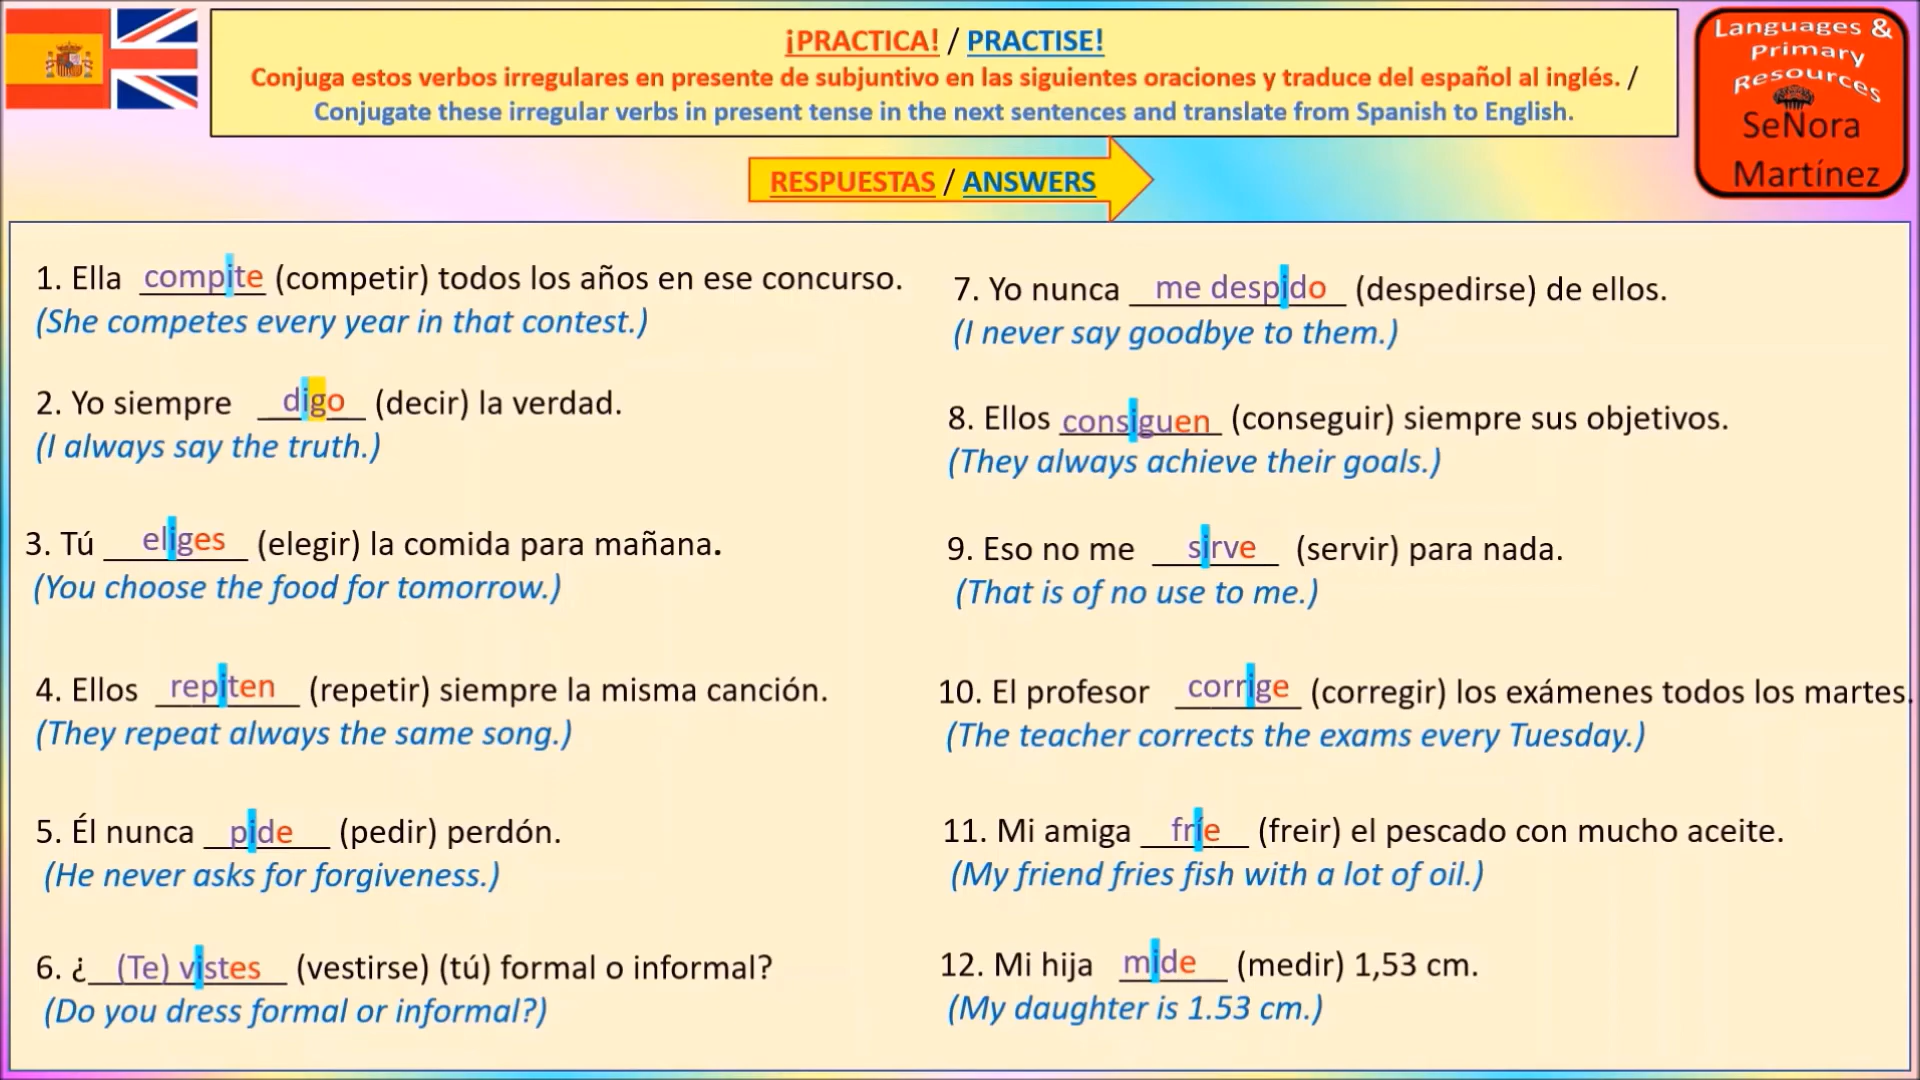 ¡PRACTICA! / PRACTISE!
Conjuga estos verbos irregulares en presente de subjuntivo en las siguientes oraciones y traduce del español al inglés. /
Conjugate these irregular verbs in present tense in the next sentences and translate from Spanish to English.
Languages &
Primary
Resources
SeNora
Martínez
RESPUESTAS / ANSWERS
1. Ella compite (competir) todos los años en ese concurso.
(She competes every year in that contest.)
2. Yo siempre digo (decir) la verdad.
(I always say the truth.)
3. Tú eliges (elegir) la comida para mañana.
(You choose the food for tomorrow.)
4. Ellos repiten (repetir) siempre la misma canción.
(They repeat always the same song.)
5. Él nunca pide (pedir) perdón.
(He never asks for forgiveness.)
6. ¿ (Te) vistes (vestirse) (tú) formal o informal?
(Do you dress formal or informal?)
7. Yo nunca me despido (despedirse) de ellos.
(I never say goodbye to them.)
8. Ellos consiguen (conseguir) siempre sus objetivos.
(They always achieve their goals.)
9. Eso no me sirve (servir) para nada.
(That is of no use to me.)
10. El profesor corrige (corregir) los exámenes todos los martes.
(The teacher corrects the exams every Tuesday.)
11. Mi amiga fríe (freir) el pescado con mucho aceite.
(My friend fries fish with a lot of oil.)
12. Mi hija mide (medir) 1,53 cm.
(My daughter is 1.53 cm.)